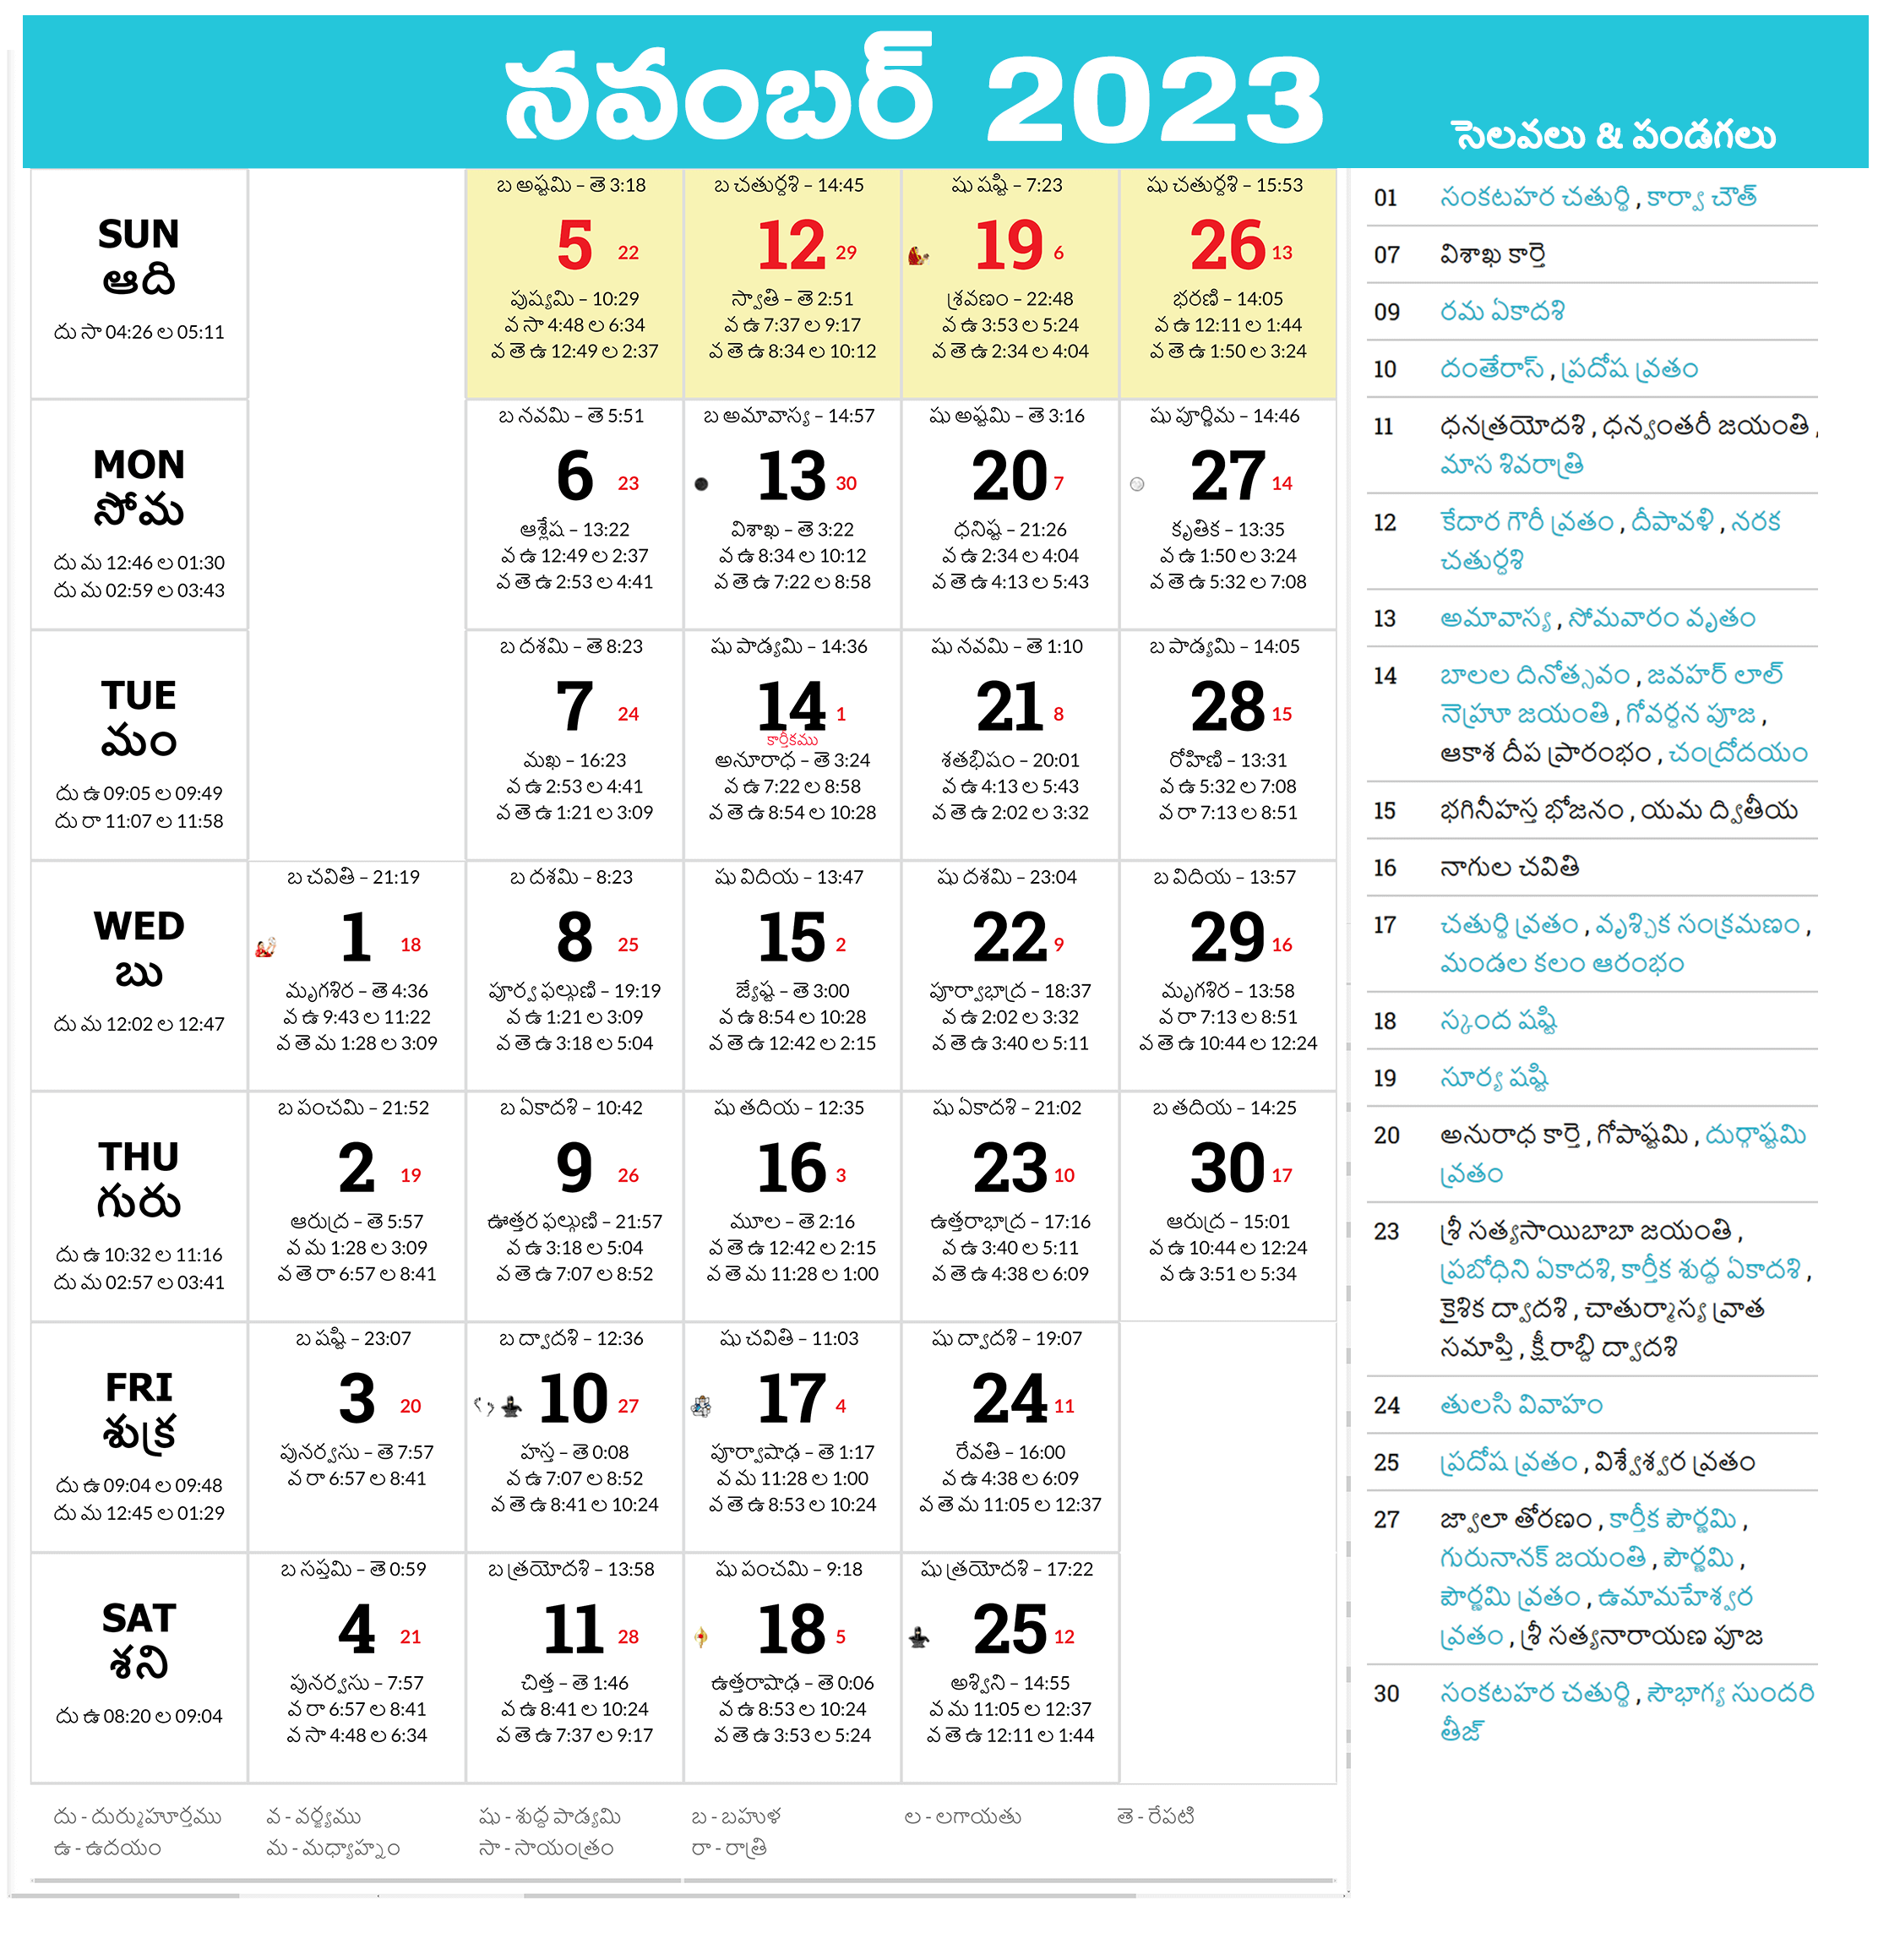 నవంబర్ 2023
సెలవలు & పండగలు
SUN
ఆది
దు సా 04:26 ల 05:11
బ అష్టమి - తె 3:18
5 22
పుష్యమి - 10:29
వ సా 4:48 ల 6:34
వ తె ఉ 12:49 ల 2:37
బ చతుర్దశి - 14:45
12 29
స్వాతి - తె 2:51
వ ఉ 7:37 ల 9:17
వ తె ఉ 8:34 ల 10:12
షు షష్టి - 7:23
19 6
శ్రవణం - 22:48
వ ఉ 3:53 ల 5:24
వ తె ఉ 2:34 ల 4:04
షు చతుర్దశి - 15:53
26 13
భరణి - 14:05
వ ఉ 12:11 ల 1:44
వ తె ఉ 1:50 ల 3:24
MON
సోమ
దు మ 12:46 ల 01:30
దు మ 02:59 ల 03:43
బ నవమి - తె 5:51
6 23
ఆశ్లేష - 13:22
వ ఉ 12:49 ల 2:37
వ తె ఉ 2:53 ల 4:41
బ అమావాస్య - 14:57
13 30
విశాఖ - తె 3:22
వ ఉ 8:34 ల 10:12
వ తె ఉ 7:22 ల 8:58
షు అష్టమి - తె 3:16
20 7
ధనిష్ట - 21:26
వ ఉ 2:34 ల 4:04
వ తె ఉ 4:13 ల 5:43
షు పూర్ణిమ - 14:46
27 14
కృతిక - 13:35
వ ఉ 1:50 ల 3:24
వ తె ఉ 5:32 ల 7:08
TUE
మం
దు ఉ 09:05 ల 09:49
దు రా 11:07 ల 11:58
బ దశమి - తె 8:23
7 24
మఖ - 16:23
వ ఉ 2:53 ల 4:41
వ తె ఉ 1:21 ల 3:09
షు పాడ్యమి - 14:36
14 1
కార్తీకము
అనూరాధ - తె 3:24
వ ఉ 7:22 ల 8:58
వ తె ఉ 8:54 ల 10:28
షు నవమి - తె 1:10
21 8
శతభిషం - 20:01
వ ఉ 4:13 ల 5:43
వ తె ఉ 2:02 ల 3:32
బ పాడ్యమి - 14:05
28 15
రోహిణి - 13:31
వ ఉ 5:32 ల 7:08
వ రా 7:13 ల 8:51
WED
బు
దు మ 12:02 ల 12:47
బ చవితి - 21:19
1 18
మృగశిర - తె 4:36
వ ఉ 9:43 ల 11:22
వ తె మ 1:28 ల 3:09
బ దశమి - 8:23
8 25
పూర్వ ఫల్గుణి - 19:19
వ ఉ 1:21 ల 3:09
వ తె ఉ 3:18 ల 5:04
షు విదియ - 13:47
15 2
జ్యేష్ట - తె 3:00
వ ఉ 8:54 ల 10:28
వ తె ఉ 12:42 ల 2:15
షు దశమి - 23:04
22 9
పూర్వాభాద్ర - 18:37
వ ఉ 2:02 ల 3:32
వ తె ఉ 3:40 ల 5:11
బ విదియ - 13:57
29 16
మృగశిర - 13:58
వ రా 7:13 ల 8:51
వ తె ఉ 10:44 ల 12:24
THU
గురు
దు ఉ 10:32 ల 11:16
దు మ 02:57 ల 03:41
బ పంచమి - 21:52
2 19
ఆరుద్ర - తె 5:57
వ మ 1:28 ల 3:09
వ తె రా 6:57 ల 8:41
బ ఏకాదశి - 10:42
9 26
ఊత్తర ఫల్గుణి - 21:57
వ ఉ 3:18 ల 5:04
వ తె ఉ 7:07 ల 8:52
షు తదియ - 12:35
16 3
మూల - తె 2:16
వ తె ఉ 12:42 ల 2:15
వ తె మ 11:28 ల 1:00
షు ఏకాదశి - 21:02
23 10
ఉత్తరాభాద్ర - 17:16
వ ఉ 3:40 ల 5:11
వ తె ఉ 4:38 ల 6:09
బ తదియ - 14:25
30 17
ఆరుద్ర - 15:01
వ ఉ 10:44 ల 12:24
వ ఉ 3:51 ల 5:34
FRI
శుక్ర
దు ఉ 09:04 ల 09:48
దు మ 12:45 ల 01:29
బ షష్టి - 23:07
3 20
పునర్వసు - తె 7:57
వ రా 6:57 ల 8:41
బ ద్వాదశి - 12:36
10 27
హస్త - తె 0:08
వ ఉ 7:07 ల 8:52
వ తె ఉ 8:41 ల 10:24
షు చవితి - 11:03
17 4
పూర్వాషాఢ - తె 1:17
వ మ 11:28 ల 1:00
వ తె ఉ 8:53 ల 10:24
షు ద్వాదశి - 19:07
24 11
రేవతి - 16:00
వ ఉ 4:38 ల 6:09
వ తె మ 11:05 ల 12:37
SAT
శని
దు ఉ 08:20 ల 09:04
బ సప్తమి - తె 0:59
4 21
పునర్వసు - 7:57
వ రా 6:57 ల 8:41
వ సా 4:48 ల 6:34
బ త్రయోదశి - 13:58
11 28
చిత్త - తె 1:46
వ ఉ 8:41 ల 10:24
వ తె ఉ 7:37 ల 9:17
షు పంచమి - 9:18
18 5
ఉత్తరాషాఢ - తె 0:06
వ ఉ 8:53 ల 10:24
వ తె ఉ 3:53 ల 5:24
షు త్రయోదశి - 17:22
25 12
అశ్విని - 14:55
వ మ 11:05 ల 12:37
వ తె ఉ 12:11 ల 1:44
దు - దుర్ముహూర్తము వ - వర్జ్యము షు - శుద్ధ పాడ్యమి బ - బహుళ ల - లగాయతు తె - రేపటి
ఉ - ఉదయం మ - మధ్యాహ్నం సా - సాయంత్రం రా - రాత్రి
01 సంకటహర చతుర్థి , కార్వా చౌత్
07 విశాఖ కార్తె
09 రమ ఏకాదశి
10 దంతేరాస్ , ప్రదోష వ్రతం
11 ధనత్రయోదశి , ధన్వంతరీ జయంతి ,
మాస శివరాత్రి
12 కేదార గౌరీ వ్రతం , దీపావళి , నరక
చతుర్దశి
13 అమావాస్య , సోమవారం వృతం
14 బాలల దినోత్సవం , జవహర్ లాల్
నెహ్రూ జయంతి , గోవర్ధన పూజ ,
ఆకాశ దీప ప్రారంభం , చంద్రోదయం
15 భగినీహస్త భోజనం , యమ ద్వితీయ
16 నాగుల చవితి
17 చతుర్థి వ్రతం , వృశ్చిక సంక్రమణం ,
మండల కలం ఆరంభం
18 స్కంద షష్టి
19 సూర్య షష్టి
20 అనురాధ కార్తె , గోపాష్టమి , దుర్గాష్టమి
వ్రతం
23 శ్రీ సత్యసాయిబాబా జయంతి ,
ప్రబోధిని ఏకాదశి, కార్తీక శుద్ధ ఏకాదశి ,
కైశిక ద్వాదశి , చాతుర్మాస్య వ్రాత
సమాప్తి , క్షీరాబ్ది ద్వాదశి
24 తులసి వివాహం
25 ప్రదోష వ్రతం , విశ్వేశ్వర వ్రతం
27 జ్వాలా తోరణం , కార్తీక పౌర్ణమి ,
గురునానక్ జయంతి , పౌర్ణమి ,
పౌర్ణమి వ్రతం , ఉమామహేశ్వర
వ్రతం , శ్రీ సత్యనారాయణ పూజ
30 సంకటహర చతుర్థి , సౌభాగ్య సుందరి
తీజ్